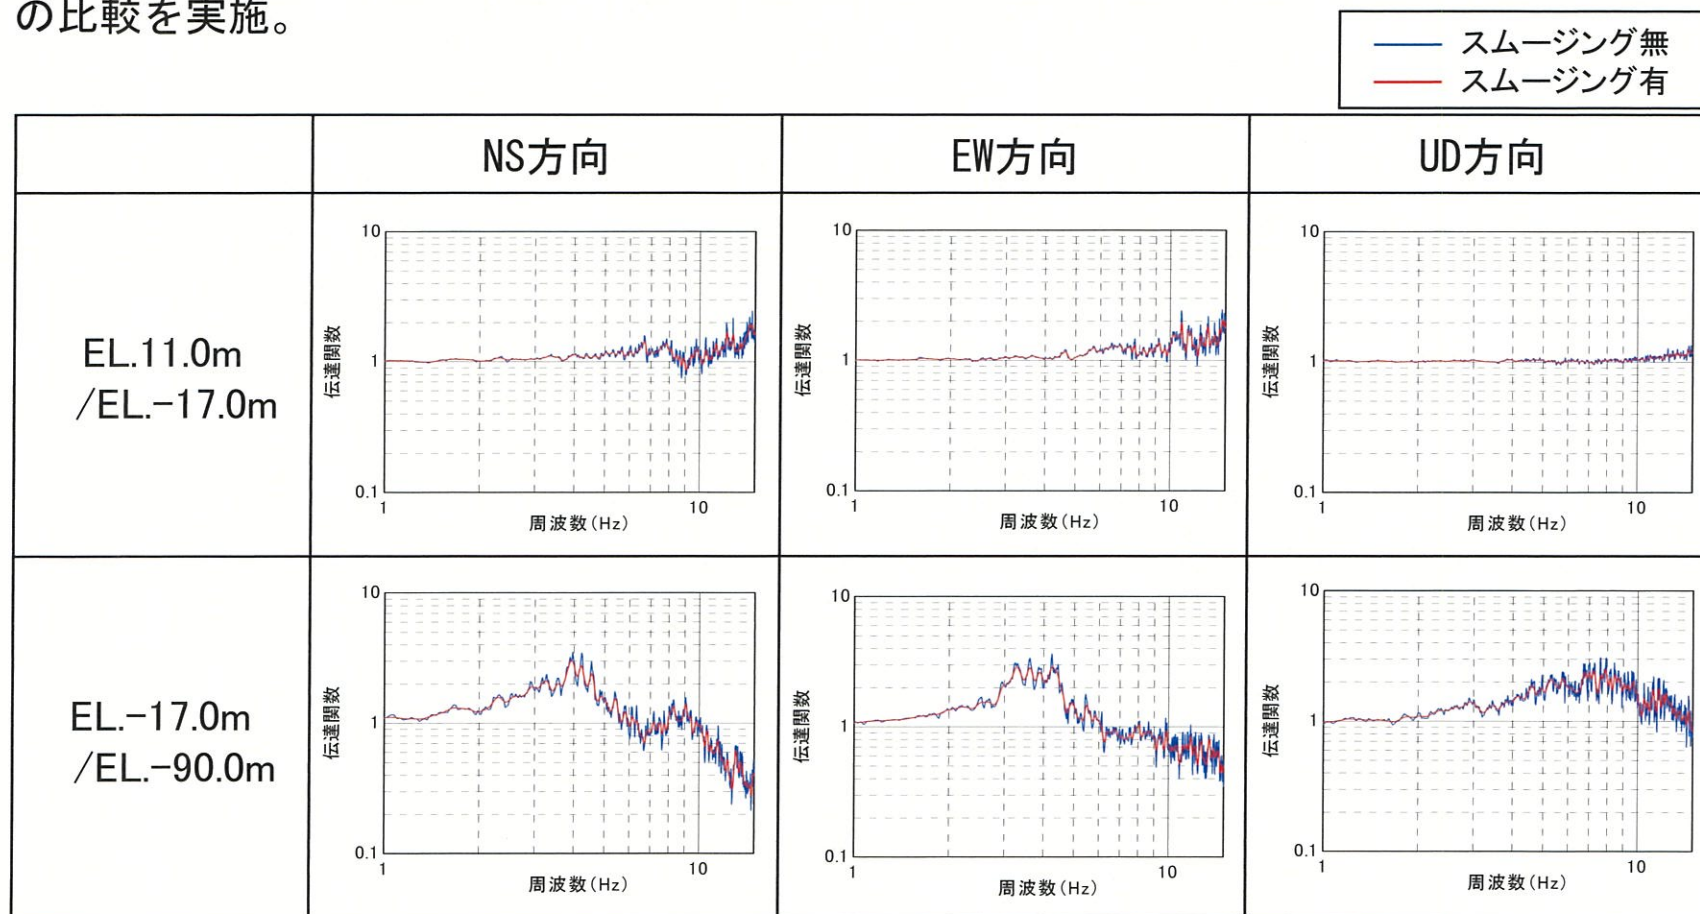 の比較を実施。
スムージング無
スムージング有
NS方向
EW方向
UD方向
EL.11.0m
/EL.-17.0m
10
1
0.1
伝達関数
1
10
周波数(Hz)
10
1
0.1
伝達関数
1
10
周波数(Hz)
10
1
0.1
伝達関数
1
10
周波数(Hz)
EL.-17.0m
/EL.-90.0m
10
1
0.1
伝達関数
1
10
周波数(Hz)
10
1
0.1
伝達関数
1
10
周波数(Hz)
10
1
0.1
伝達関数
1
10
周波数(Hz)